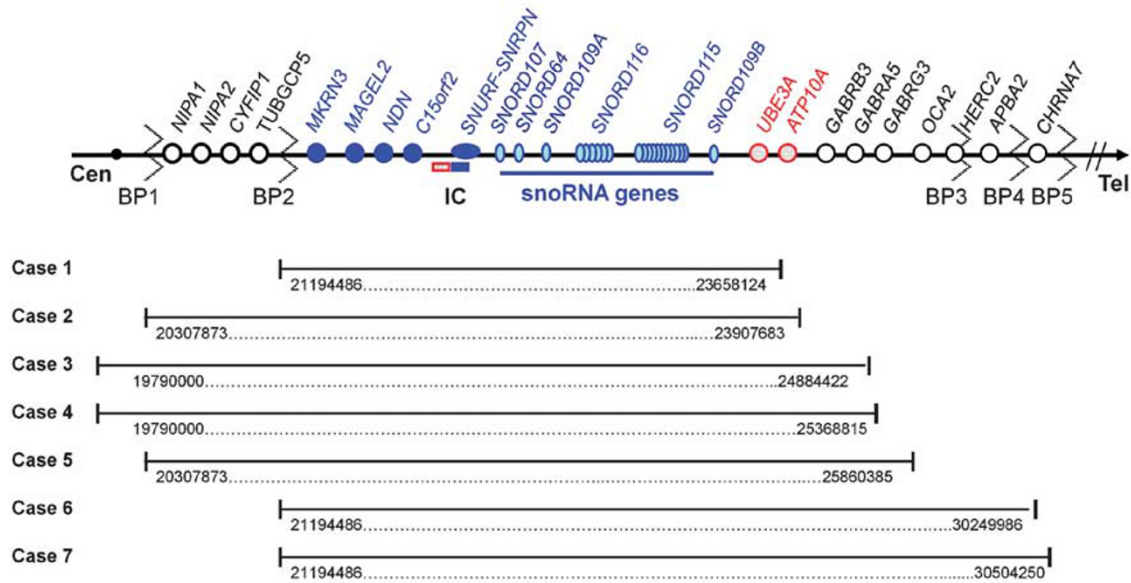 NIPA1 NIPA2 CYFIP1 TUBGCP5 MKRN3 MAGEL2 NDN C15orf2 SNURF-SNRPN SNORD107 SNORD64 SNORD109A SNORD116 SNORD115 SNORD109B UBE3A ATP10A GABRB3 GABRA5 GABRG3 OCA2 HERC2 APBA2 CHRNA7
Cen BP1 BP2 IC snoRNA genes BP3 BP4 BP5 Tel
Case 1
21194486 23658124
Case 2
20307873 23907683
Case 3
19790000 24884422
Case 4
19790000 25368815
Case 5
20307873 25860385
Case 6
21194486 30249986
Case 7
21194486 30504250